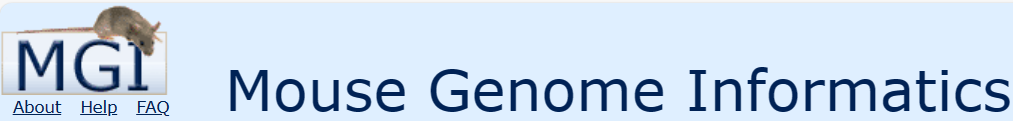 MGI
About Help FAQ
Mouse Genome Informatics